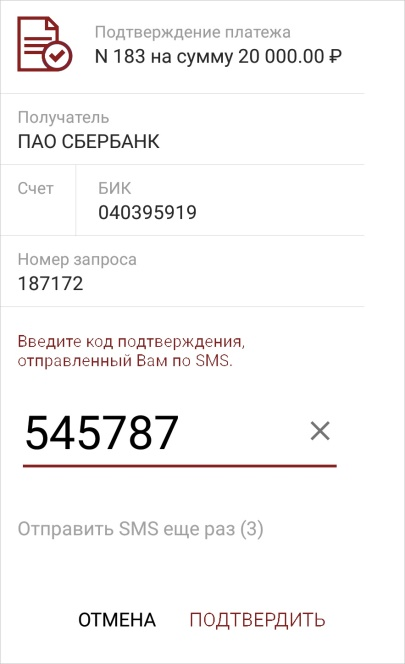 Подтверждение платежа
N 183 на сумму 20 000.00 ₽
Получатель
ПАО СБЕРБАНК
Счет
БИК
040395919
Номер запроса
187172
Введите код подтверждения,
отправленный Вам по SMS.
545787
Отправить SMS еще раз (3)
ОТМЕНА ПОДТВЕРДИТЬ